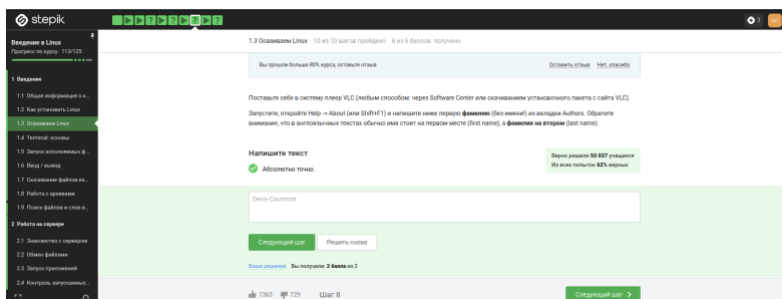 stepik
3
Введение в Linux
Прогресс по курсу: 113/125
1 Введение
1.1 Общая информация о к...
1.2 Как установить Linux
1.3 Осваиваем Linux
1.4 Terminal: основы
1.5 Запуск исполняемых ф...
1.6 Ввод / вывод
1.7 Скачивание файлов из...
1.8 Работа с архивами
1.9 Поиск файлов и слов в...
2 Работа на сервере
2.1 Знакомство с сервером
2.2 Обмен файлами
2.3 Запуск приложений
2.4 Контроль запускаемых...
1.3 Осваиваем Linux 10 из 10 шагов пройдено 6 из 6 баллов получено
Вы прошли больше 80% курса, оставьте отзыв
Оставить отзыв Нет, спасибо
Поставьте себе в систему плеер VLC (любым способом: через Software Center или скачиванием установочного пакета с сайта VLC).
Запустите, откройте Help → About (или Shift+F1) и напишите ниже первую фамилию (без имени) из вкладки Authors. Обратите
внимание, что в англоязычных текстах обычно имя стоит на первом месте (first name), а фамилия на втором (last name).
Напишите текст
Абсолютно точно.
Верно решили 50 037 учащихся
Из всех попыток 62% верных
Denis-Courmont
Следующий шаг
Решить снова
Ваши решения Вы получили: 2 балла из 2
1363 729 Шаг 8
Следующий шаг